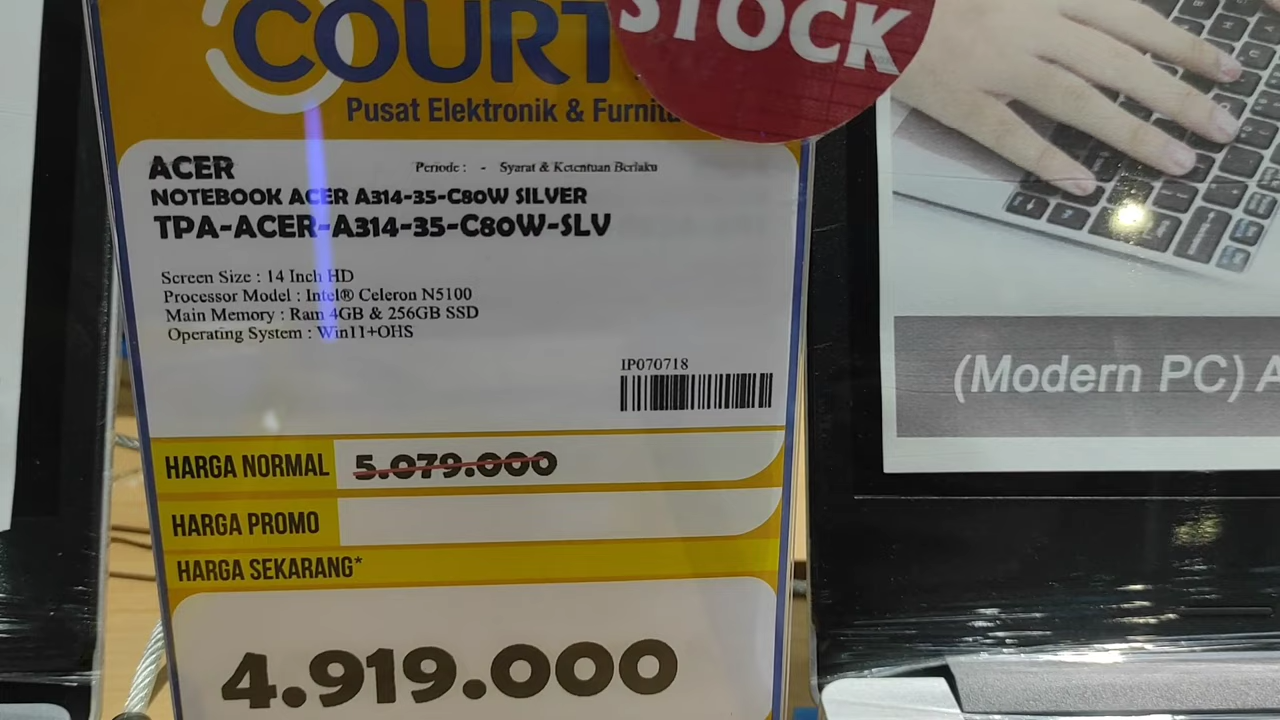 COURT
STOCK
Pusat Elektronik &
ACER
Periode : - Syarat & Ketentuan Berlaku
NOTEBOOK ACER A314-35-C80W SILVER
TPA-ACER-A314-35-C80W-SLV
Screen Size : 14 Inch HD
Processor Model : Intel® Celeron N5100
Main Memory : Ram 4GB & 256GB SSD
Operating System : Win11+OHS
IP070718
HARGA NORMAL 5.079.000
HARGA PROMO
HARGA SEKARANG*
4.919.000
(Modern PC) A